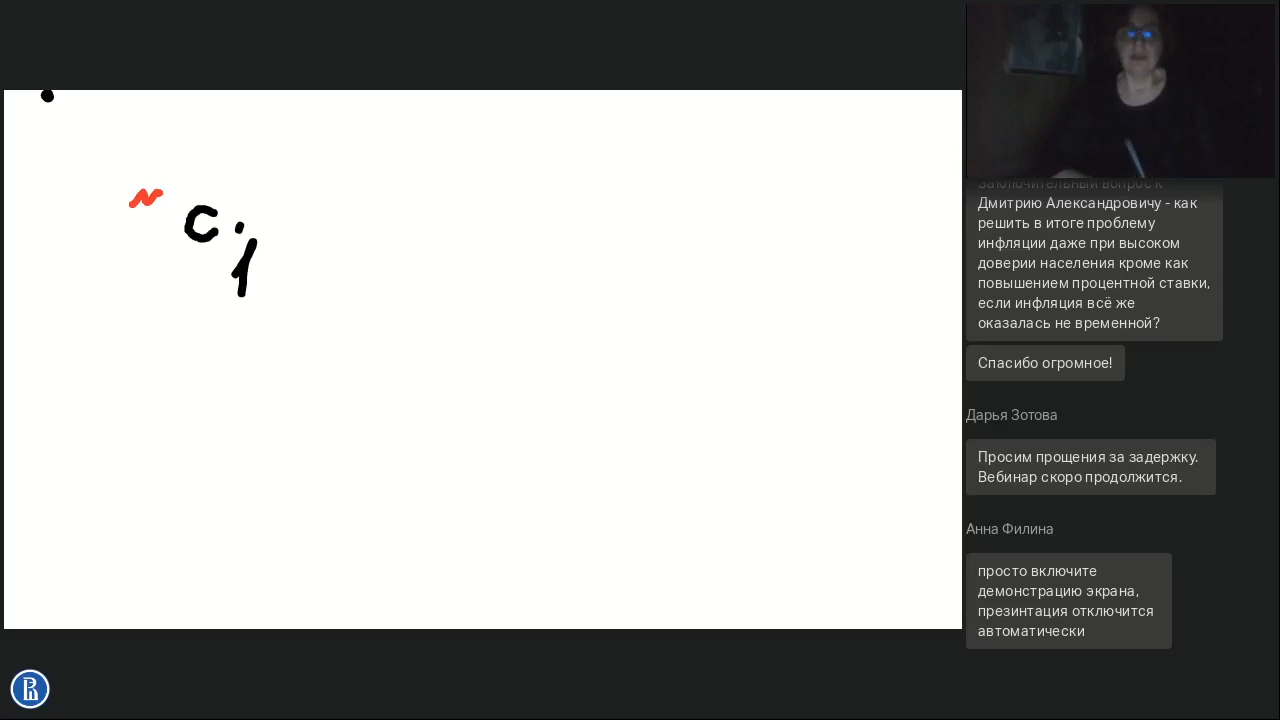 с.1
Заключительный вопрос к
Дмитрию Александровичу - как
решить в итоге проблему
инфляции даже при высоком
доверии населения кроме как
повышением процентной ставки,
если инфляция всё же
оказалась не временной?
Спасибо огромное!
Дарья Зотова
Просим прощения за задержку.
Вебинар скоро продолжится.
Анна Филина
просто включите
демонстрацию экрана,
презинтация отключится
автоматически